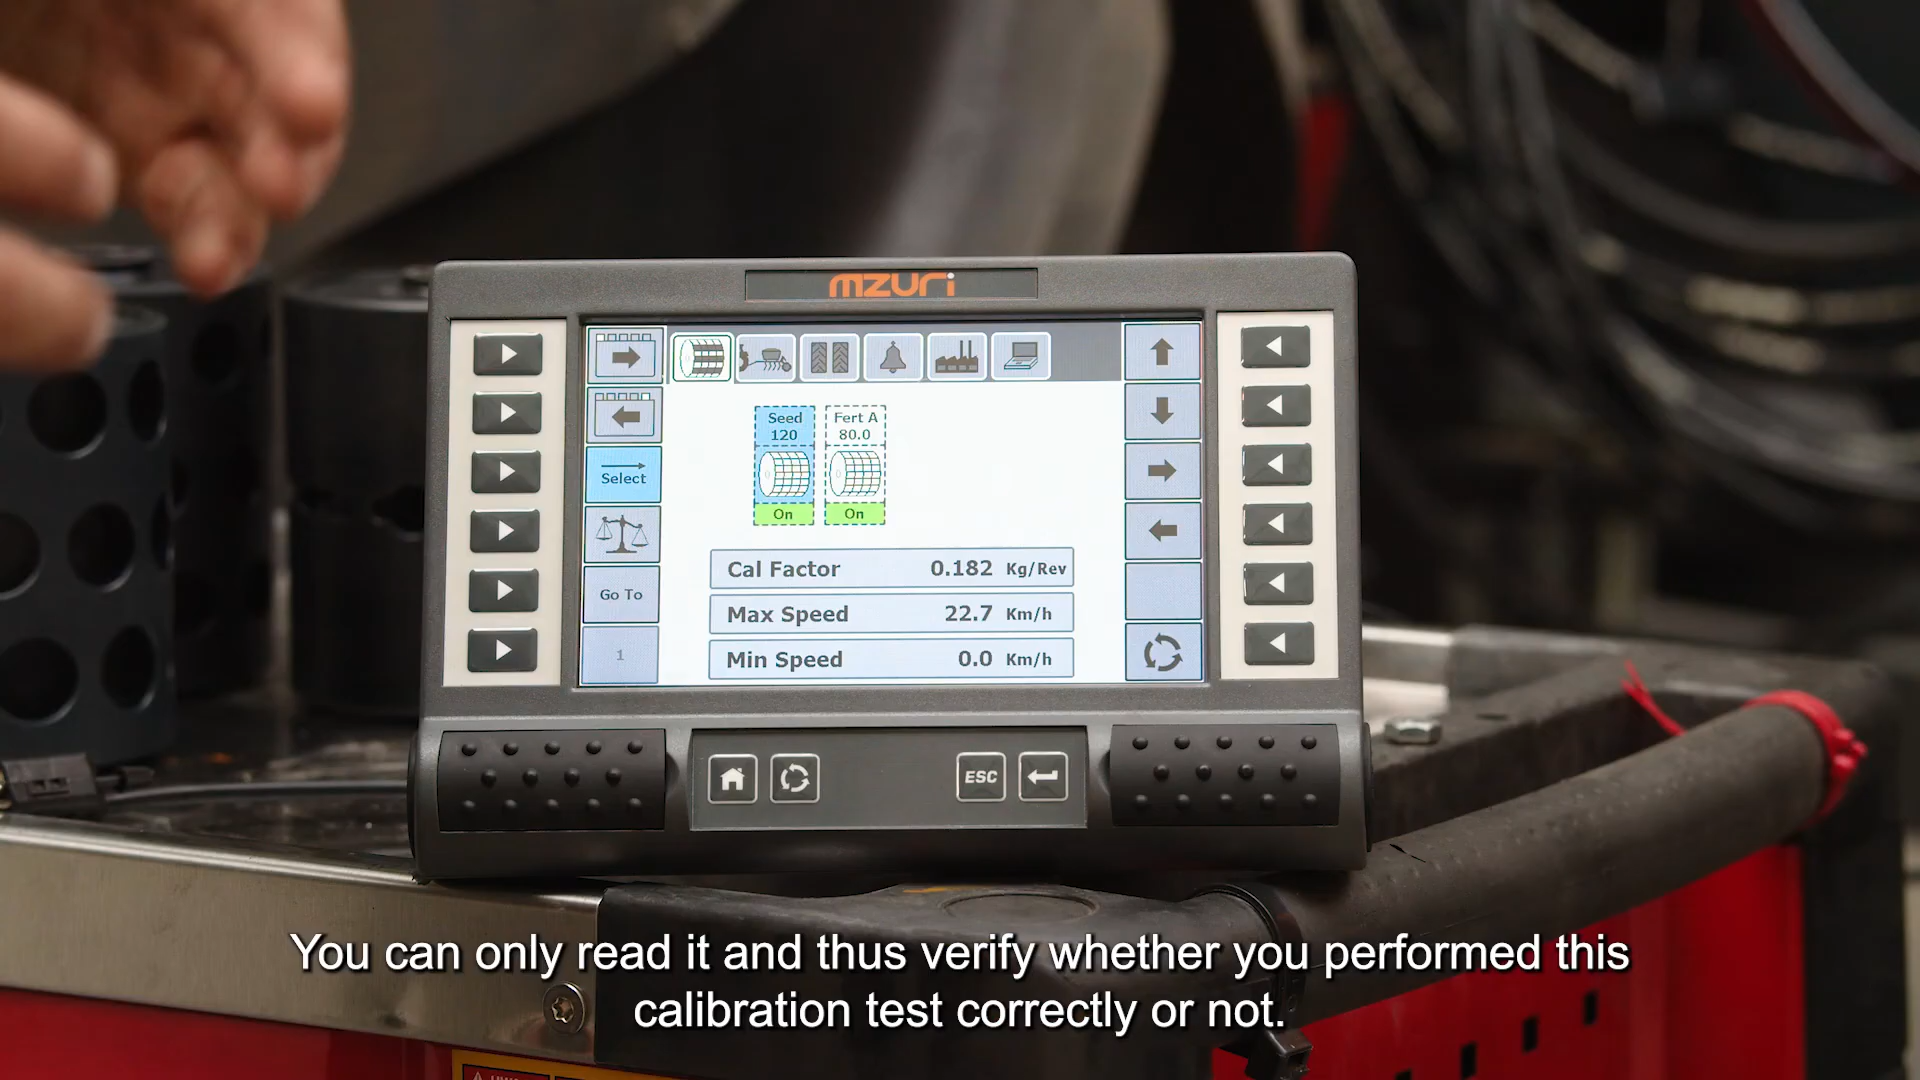 mzuri
Seed
120
Fert A
80.0
On
On
Select
Go To
1
Cal Factor 0.182 Kg/Rev
Max Speed 22.7 Km/h
Min Speed 0.0 Km/h
ESC
You can only read it and thus verify whether you performed this
calibration test correctly or not.